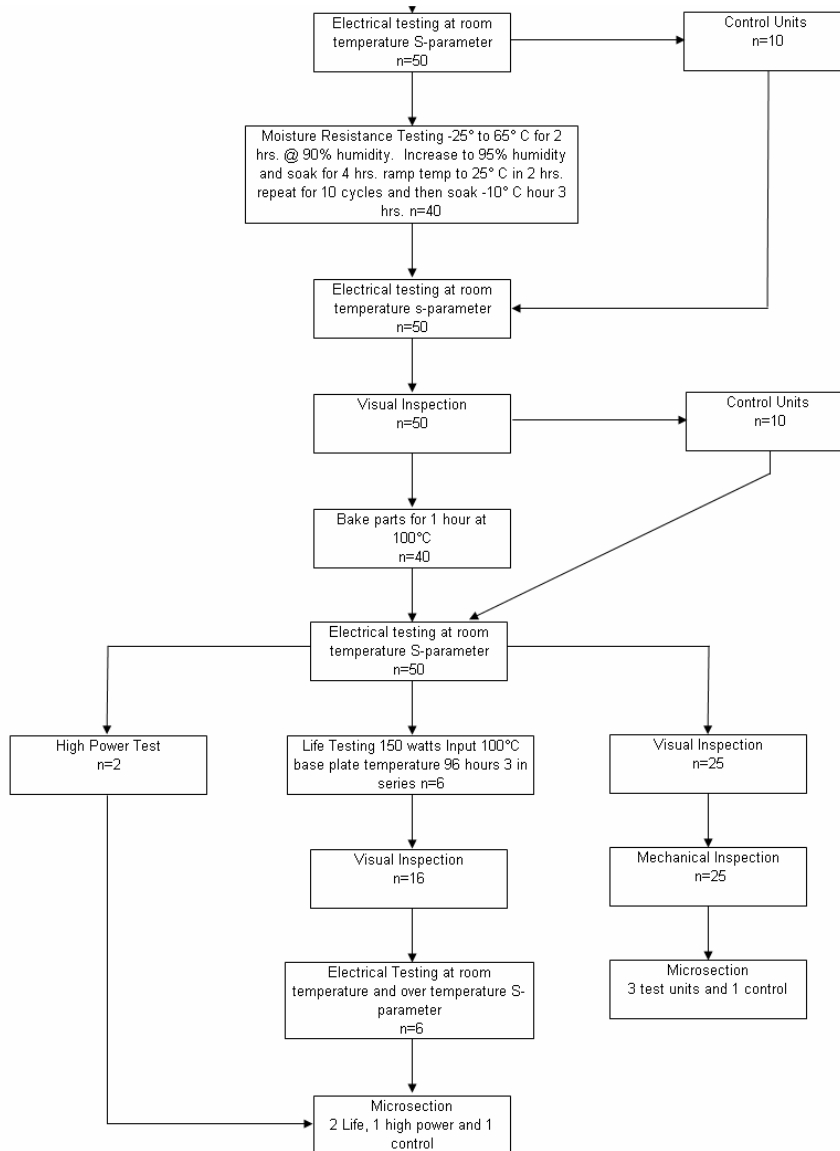 Electrical testing at room
temperature S-parameter
n=50
Control Units
n=10
Moisture Resistance Testing -25° to 65° C for 2
hrs. @ 90% humidity. Increase to 95% humidity
and soak for 4 hrs. ramp temp to 25° C in 2 hrs.
repeat for 10 cycles and then soak -10° C hour 3
hrs. n=40
Electrical testing at room
temperature s-parameter
n=50
Visual Inspection
n=50
Control Units
n=10
Bake parts for 1 hour at
100°C
n=40
Electrical testing at room
temperature S-parameter
n=50
High Power Test
n=2
Life Testing 150 watts Input 100°C
base plate temperature 96 hours 3 in
series n=6
Visual Inspection
n=25
Visual Inspection
n=16
Mechanical Inspection
n=25
Electrical Testing at room
temperature and over temperature S-
parameter
n=6
Microsection
3 test units and 1 control
Microsection
2 Life, 1 high power and 1
control